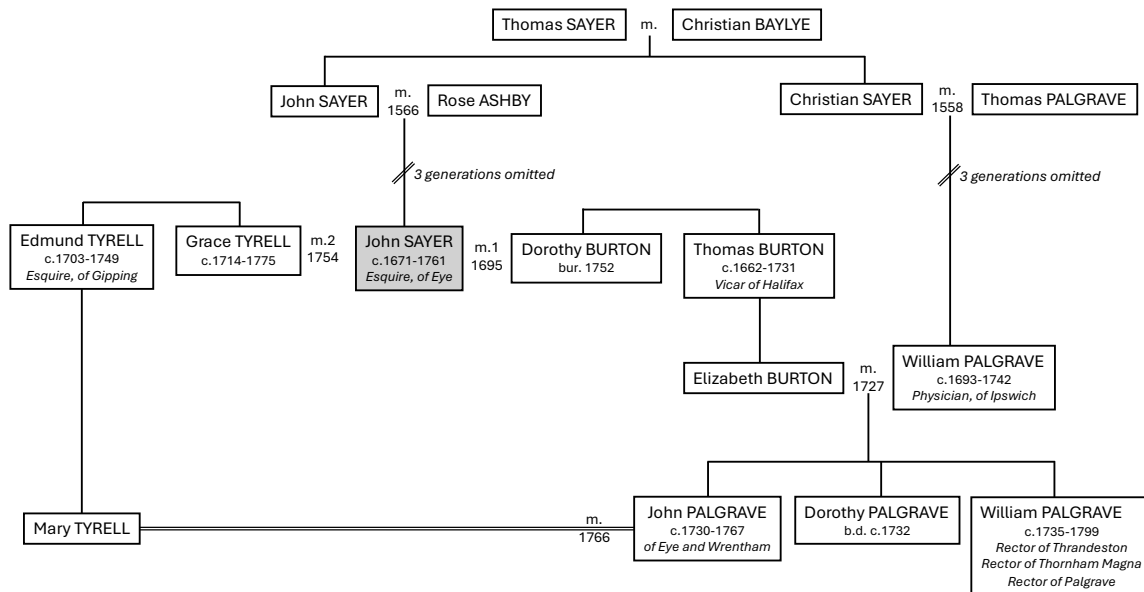 Thomas SAYER
m.
Christian BAYLYE
John SAYER
m.
1566
Rose ASHBY
Christian SAYER
m.
1558
Thomas PALGRAVE
3 generations omitted
3 generations omitted
Edmund TYRELL
c.1703-1749
Esquire, of Gipping
Grace TYRELL
c.1714-1775
m.2
1754
John SAYER
c.1671-1761
Esquire, of Eye
m.1
1695
Dorothy BURTON
bur. 1752
Thomas BURTON
c.1662-1731
Vicar of Halifax
Elizabeth BURTON
m.
1727
William PALGRAVE
c.1693-1742
Physician, of Ipswich
Mary TYRELL
m.
1766
John PALGRAVE
c.1730-1767
of Eye and Wrentham
Dorothy PALGRAVE
b.d. c.1732
William PALGRAVE
c.1735-1799
Rector of Thrandeston
Rector of Thornham Magna
Rector of Palgrave